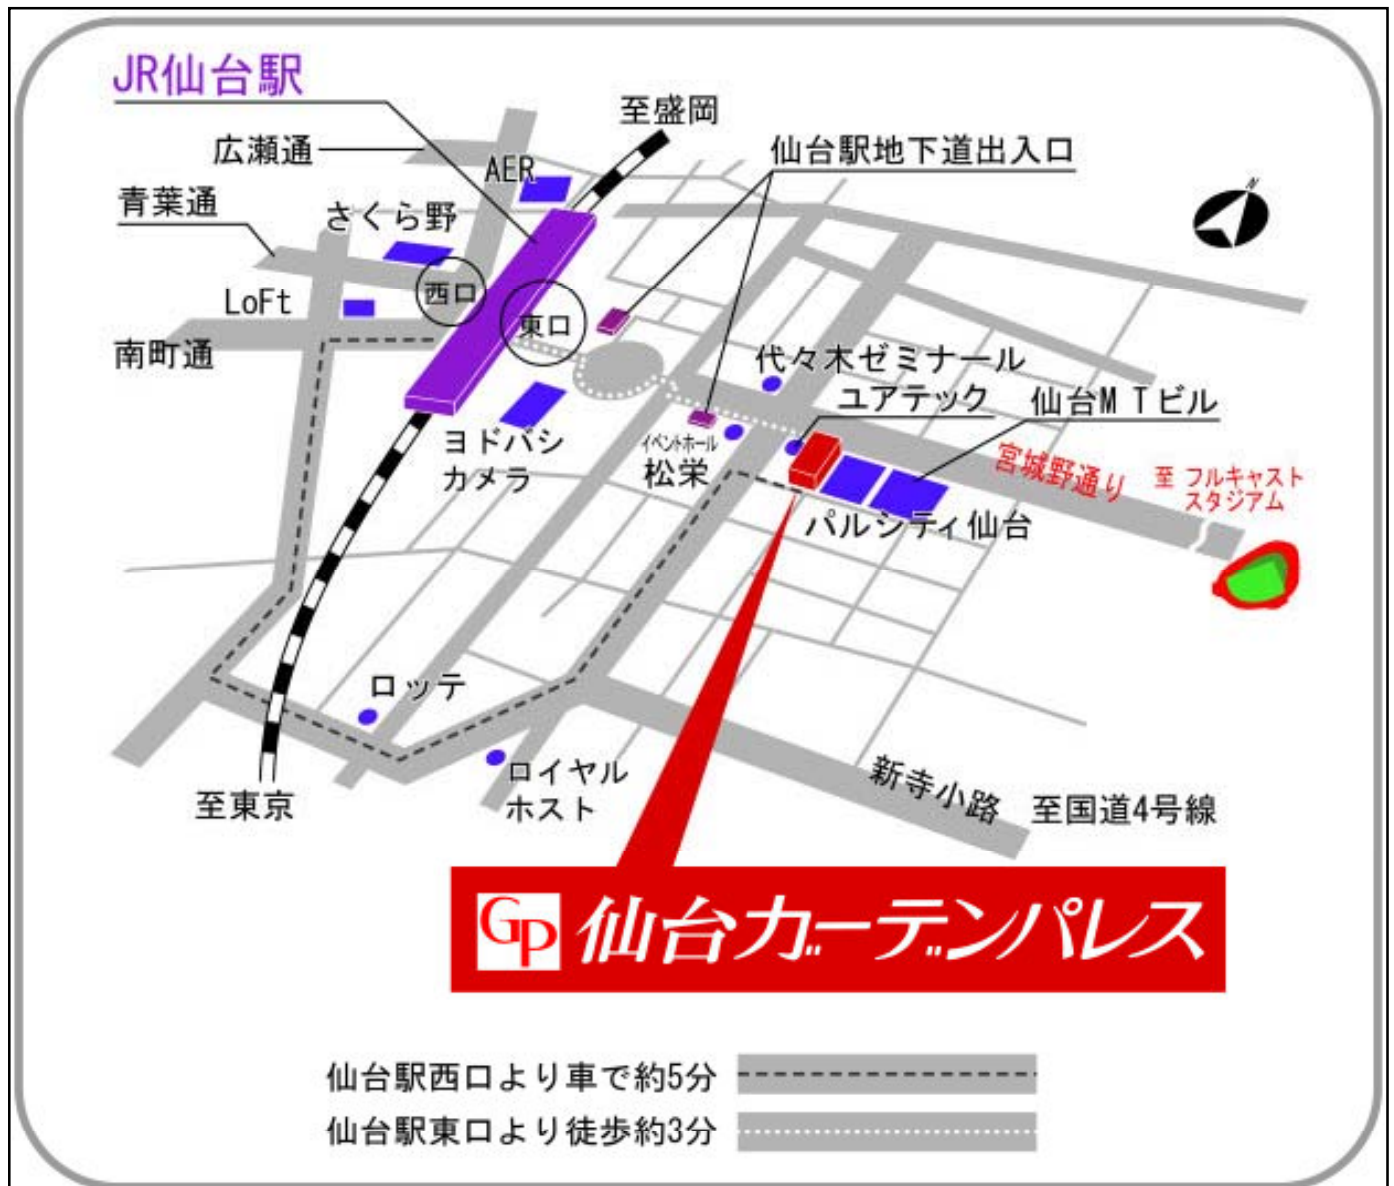 JR仙台駅
至盛岡
広瀬通
仙台駅地下道出入口
AER
N
青葉通
さくら野
西口
LoFt
東口
南町通
代々木ゼミナール
ユアテック
仙台MTビル
ヨドバシ
カメラ
イベントホール
松栄
宮城野通り
至 フルキャスト
スタジアム
パルシティ仙台
ロッテ
ロイヤル
ホスト
新寺小路
至国道4号線
至東京
GP 仙台ガーデンパレス
仙台駅西口より車で約5分
仙台駅東口より徒歩約3分